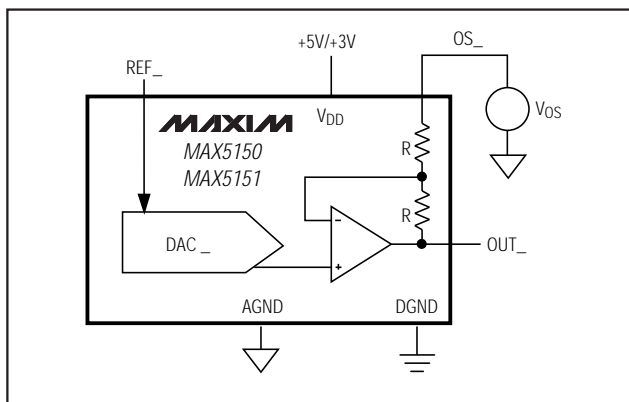 +5V/+3V
OS_
REF_
VDD
VOS
MAXIM
MAX5150
MAX5151
R
R
DAC _
-
+
OUT_
AGND
DGND